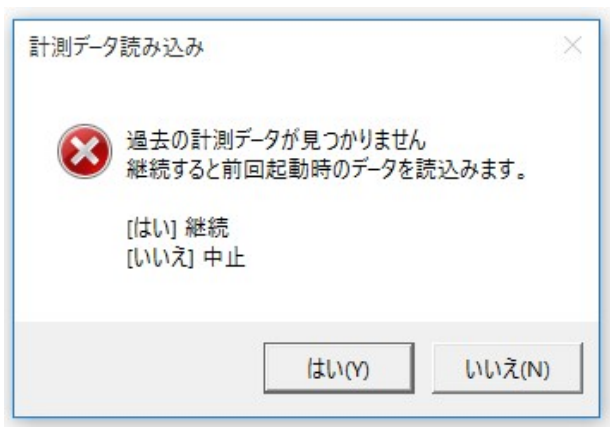 計測データ読み込み
過去の計測データが見つかりません
継続すると前回起動時のデータを読込みます。
[はい] 継続
[いいえ] 中止
はい(Y)
いいえ(N)